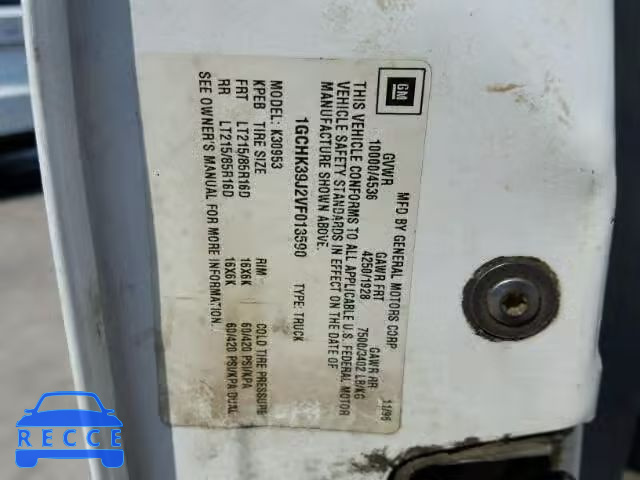 GM
MFD BY GENERAL MOTORS CORP 11/96
GVWR GAWR FRT GAWR RR
10000/4536 4250/1928 7500/3402 LB/KG
THIS VEHICLE CONFORMS TO ALL APPLICABLE U.S. FEDERAL MOTOR
VEHICLE SAFETY STANDARDS IN EFFECT ON THE DATE OF
MANUFACTURE SHOWN ABOVE.
1GCHK39J2VF013590 TYPE: TRUCK
MODEL: K30953
KPEB TIRE SIZE RIM COLD TIRE PRESSURE
FRT LT215/85R16D 16X6K 60/420 PSI/KPA
RR LT215/85R16D 16X6K 60/420 PSI/KPA DUAL
SEE OWNER'S MANUAL FOR MORE INFORMATION.
RECCE